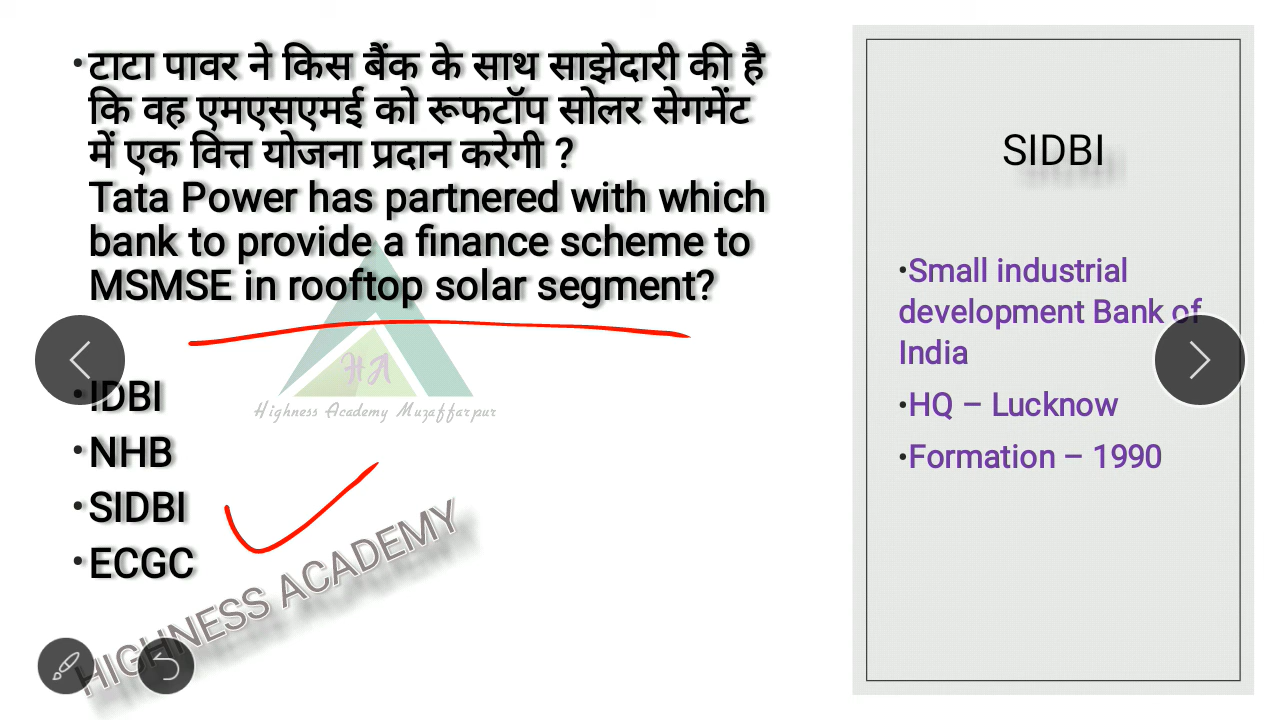 • टाटा पावर ने किस बैंक के साथ साझेदारी की है
कि वह एमएसएमई को रूफटॉप सोलर सेगमेंट
में एक वित्त योजना प्रदान करेगी ?
Tata Power has partnered with which
bank to provide a finance scheme to
MSMSE in rooftop solar segment?
• IDBI
• NHB
• SIDBI
• ECGC
HA
Highness Academy Muzaffarpur
HIGHNESS ACADEMY
SIDBI
• Small industrial
development Bank of
India
• HQ – Lucknow
• Formation – 1990